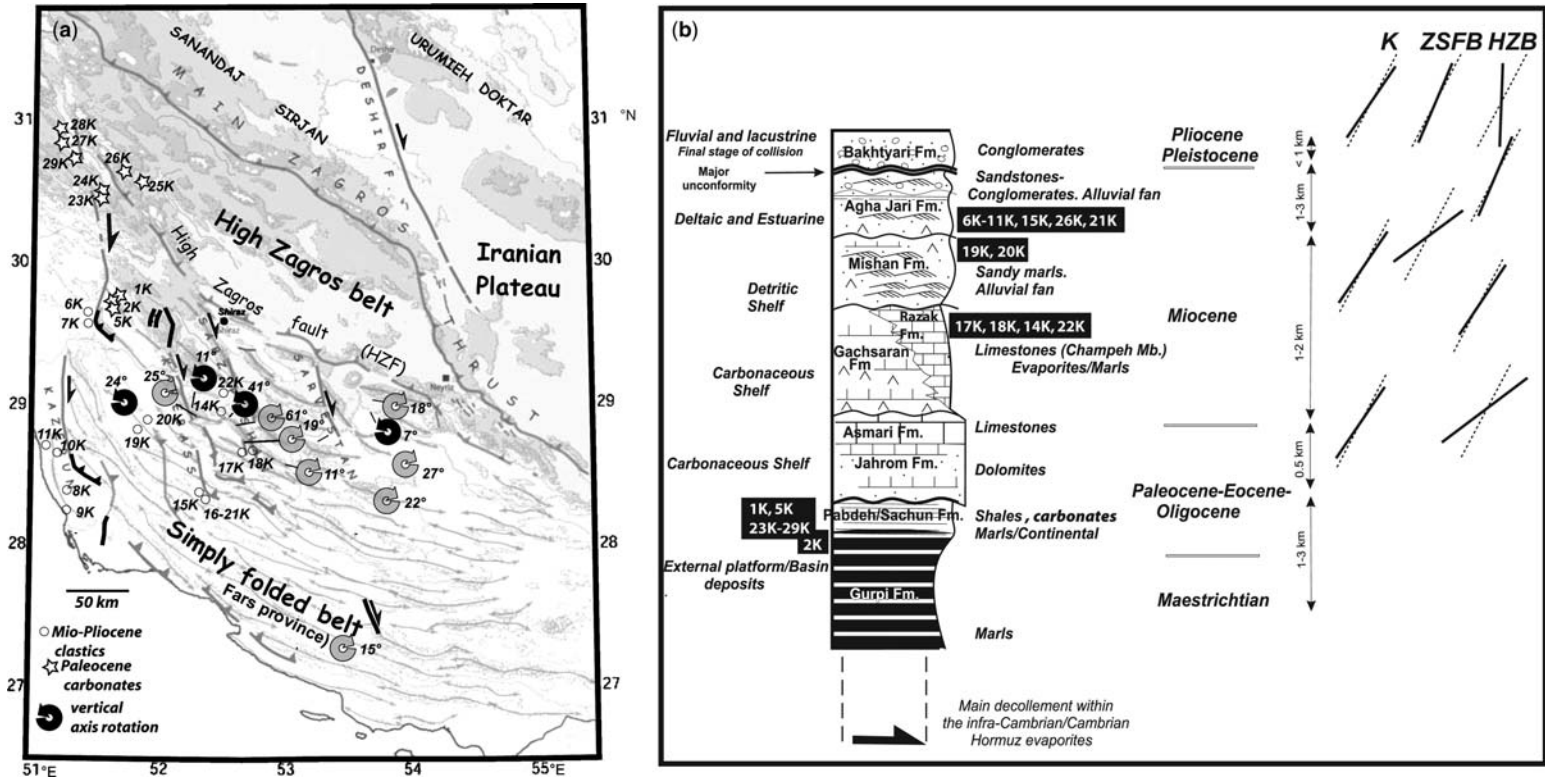 (a)
SANANDAJ
SIRJAN
URUMIEH DOKTAR
Deshir
DESHIR F.
MAIN ZAGROS
THRUST
31
31
°N
28K
27K
29K
26K
25K
24K
23K
High Zagros belt
Iranian
Plateau
30
30
High
Zagros
fault
(HZF)
1K
2K
5K
6K
7K
Shiraz
Shiraz
Neyriz
SARVESTAN
11°
22K
41°
24°
25°
14K
61°
19°
18°
7°
29
29
20K
19K
11K
10K
17K
18K
11°
27°
22°
8K
9K
15K
16-21K
28
28
Simply folded belt
Fars province)
50 km
15°
Mio-Pliocene
clastics
Paleocene
carbonates
vertical
axis rotation
27
27
51°E
52
53
54
55°E
(b)
K ZSFB HZB
Fluvial and lacustrine
Final stage of collision
Bakhtyari Fm.
Conglomerates
Pliocene
Pleistocene
< 1 km
Major
unconformity
Sandstones-
Conglomerates. Alluvial fan
1-3 km
Agha Jari Fm.
Deltaic and Estuarine
6K-11K, 15K, 26K, 21K
19K, 20K
Mishan Fm.
Sandy marls.
Alluvial fan
Detritic
Shelf
Miocene
Razak
Fm.
17K, 18K, 14K, 22K
Gachsaran
Fm.
Limestones (Champeh Mb.)
Evaporites/Marls
1-2 km
Carbonaceous
Shelf
Asmari Fm.
Limestones
Carbonaceous Shelf
Jahrom Fm.
Dolomites
0.5 km
Paleocene-Eocene-
Oligocene
1K, 5K
23K-29K
2K
Pabdeh/Sachun Fm.
Shales , carbonates
Marls/Continental
External platform/Basin
deposits
1-3 km
Gurpi Fm.
Maestrichtian
Marls
Main decollement within
the infra-Cambrian/Cambrian
Hormuz evaporites